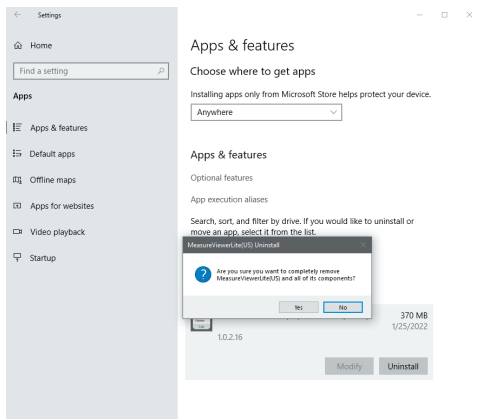 Settings
Home
Find a setting
Apps
Apps & features
Default apps
Offline maps
Apps for websites
Video playback
Startup
Apps & features
Choose where to get apps
Installing apps only from Microsoft Store helps protect your device.
Anywhere
Apps & features
Optional features
App execution aliases
Search, sort, and filter by drive. If you would like to uninstall or
move an app, select it from the list.
MeasureViewerLite(US) Uninstall
Are you sure you want to completely remove
MeasureViewerLite(US) and all of its components?
Yes
No
370 MB
1/25/2022
1.0.2.16
Modify
Uninstall